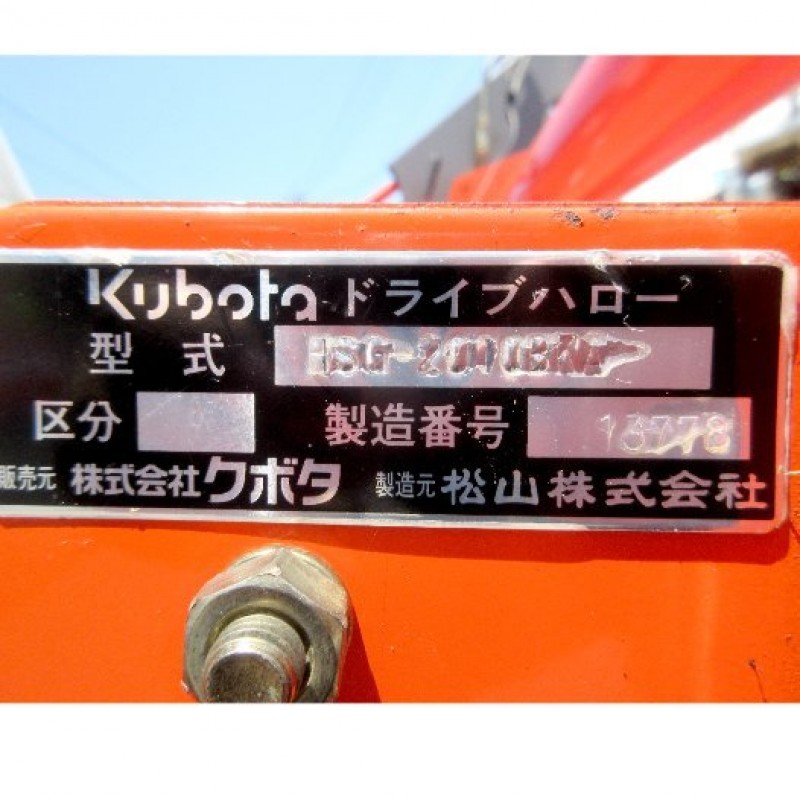 Kubota ドライブハロー
型式
区分 製造番号 13778
販売元 株式会社クボタ 製造元 松山株式会社